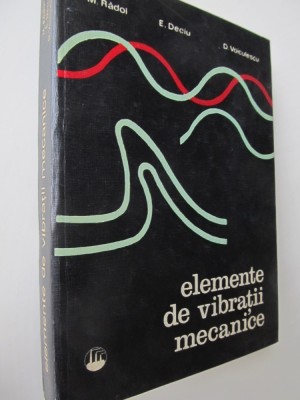 M. Rădoi
E. Deciu
D. Voiculescu
elemente
de vibrații
mecanice
elemente de vibrații mecanice